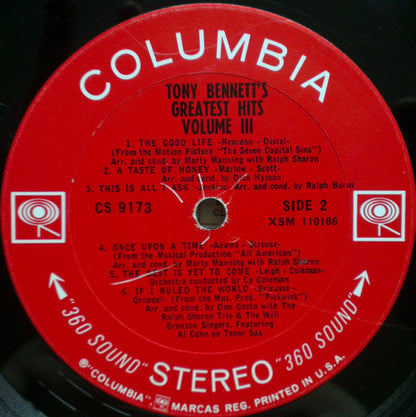 COLUMBIA
TONY BENNETT'S
GREATEST HITS
VOLUME III
1. THE GOOD LIFE -Reardon - Distel-
(From the Motion Picture "The Seven Capital Sins")
Arr. and cond. by Marty Manning with Ralph Sharon
2. A TASTE OF HONEY -Marlow - Scott-
Arr. and cond. by Dick Hyman
3. THIS IS ALL I ASK -Jenkins- Arr. and cond. by Ralph Burns
CS 9173
SIDE 2
XSM 110186
4. ONCE UPON A TIME -Adams - Strouse-
(From the Musical Production "All American")
Arr. and cond. by Marty Manning with Ralph Sharon
5. THE BEST IS YET TO COME -Leigh - Coleman-
Orchestra conducted by Cy Coleman
6. IF I RULED THE WORLD -Bricusse-
Ornadel- (From the Mus. Prod. "Pickwick")
Arr. and cond. by Don Costa with The
Ralph Sharon Trio & The Will
Bronson Singers, Featuring
Al Cohn on Tenor Sax
"360 SOUND" STEREO "360 SOUND"
® "COLUMBIA", MARCAS REG. PRINTED IN U.S.A.